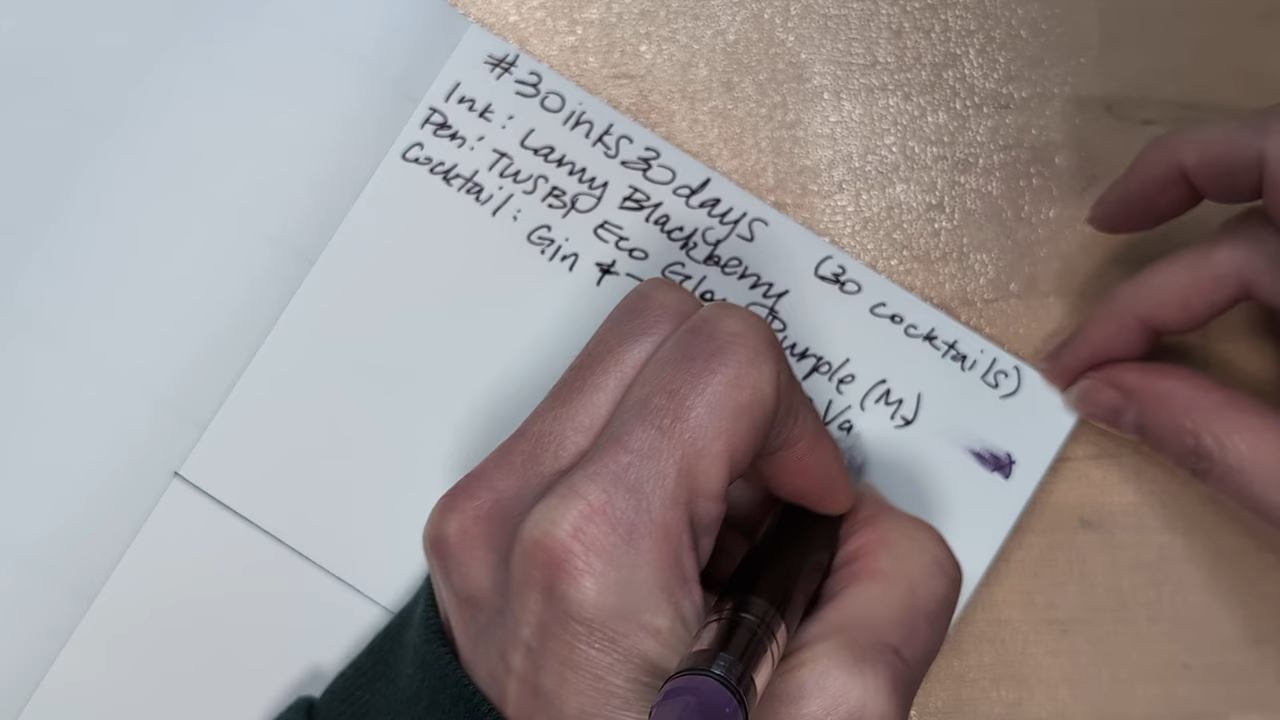 #30inks30days (30 cocktails)
Ink: Lamy Blackberry
Pen: TWSBI Eco Glow Purple (M)
Cocktail: Gin &